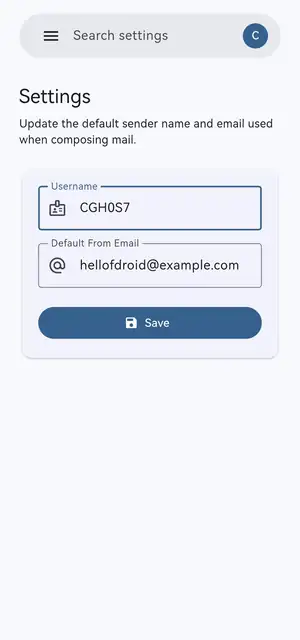 Search settings
C
Settings
Update the default sender name and email used
when composing mail.
Username
CGH0S7
Default From Email
hellofdroid@example.com
Save